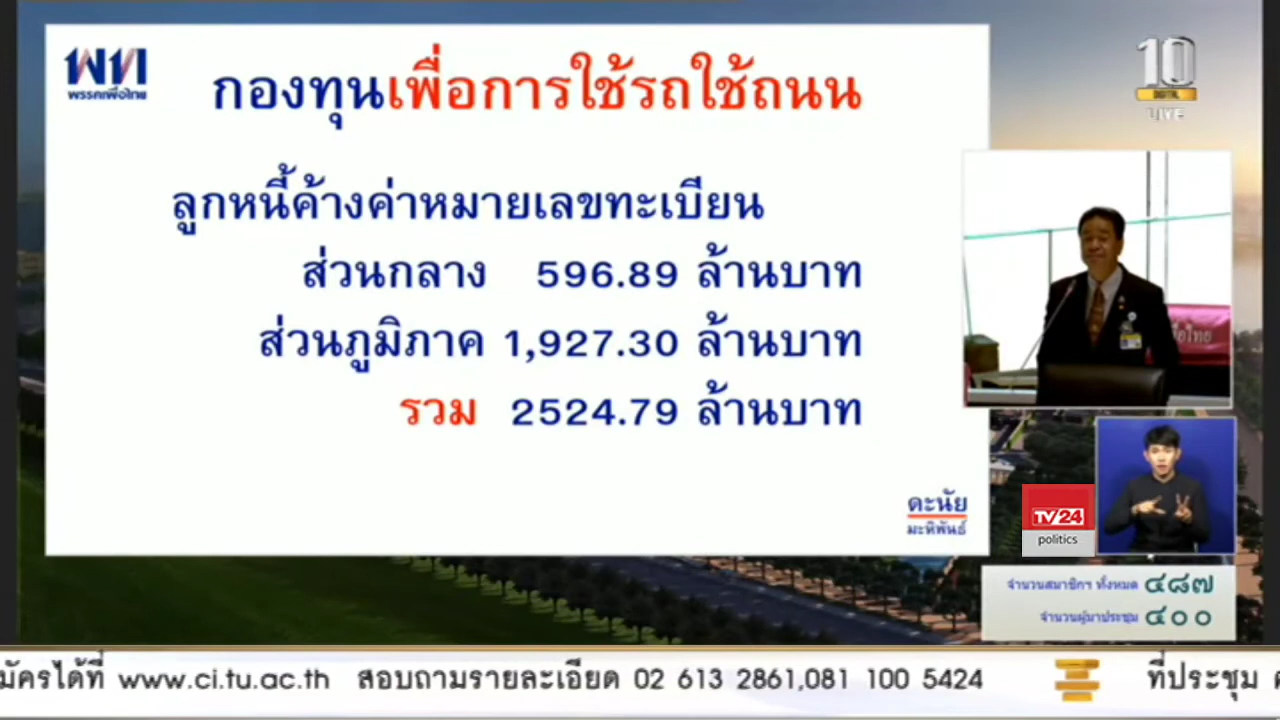 พท
พรรคเพื่อไทย
กองทุนเพื่อการใช้รถใช้ถนน
ลูกหนี้ค้างค่าหมายเลขทะเบียน
ส่วนกลาง 596.89 ล้านบาท
ส่วนภูมิภาค 1,927.30 ล้านบาท
รวม 2524.79 ล้านบาท
ดะนัย
มะหิพันธ์
10
DIGITAL
LIVE
TV24
politics
จำนวนสมาชิกฯ ทั้งหมด ๔๘๗
จำนวนผู้มาประชุม ๔๐๐
มัครได้ที่ www.ci.tu.ac.th สอบถามรายละเอียด 02 613 2861,081 100 5424 ที่ประชุม